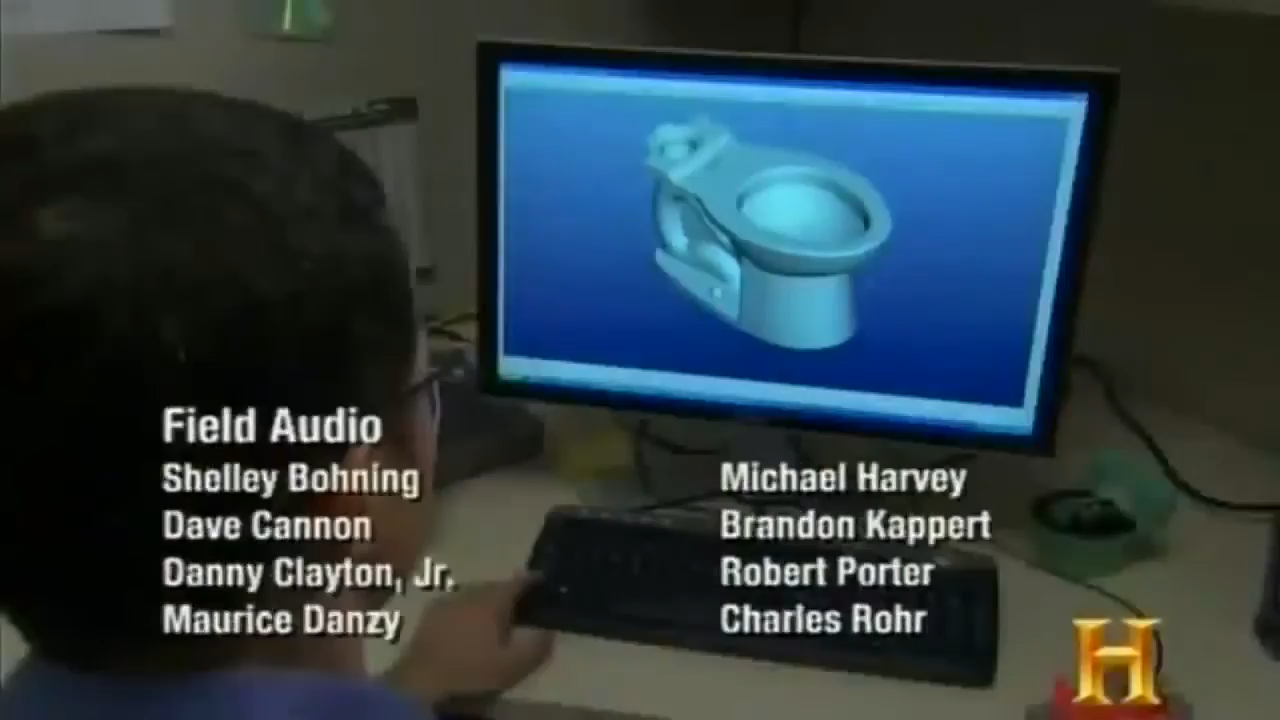 Field Audio
Shelley Bohning
Dave Cannon
Danny Clayton, Jr.
Maurice Danzy
Michael Harvey
Brandon Kappert
Robert Porter
Charles Rohr
H